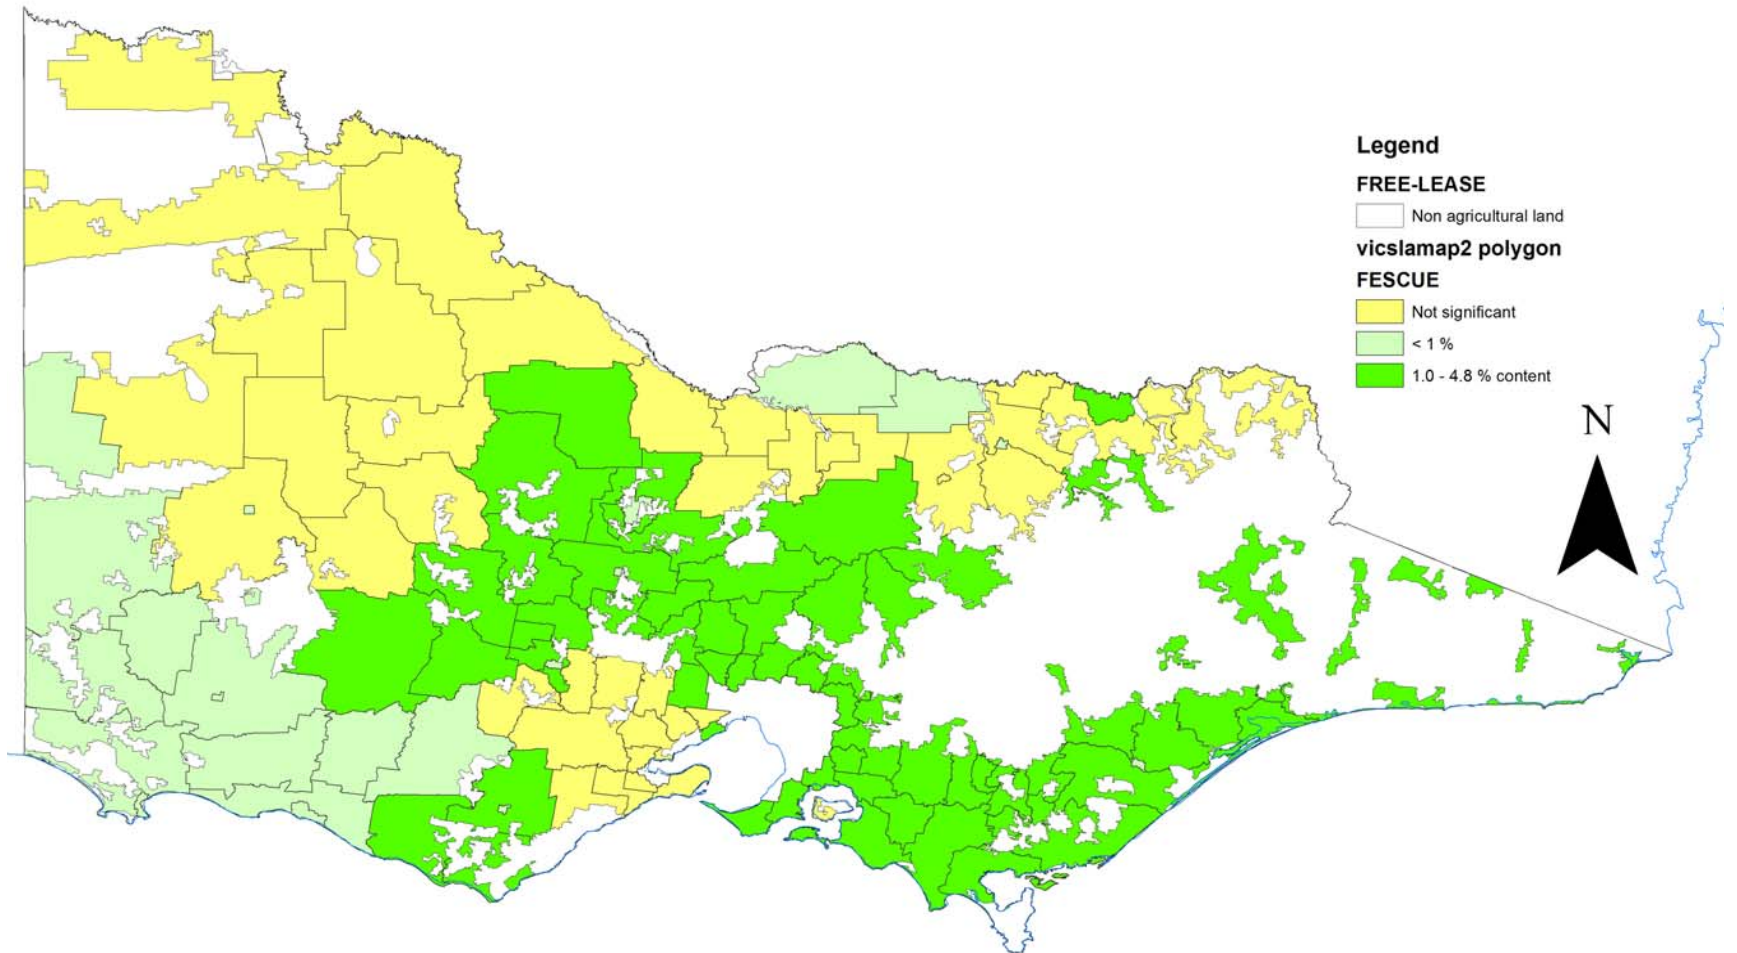 Legend
FREE-LEASE
Non agricultural land
vicslamap2 polygon
FESCUE
Not significant
< 1 %
1.0 - 4.8 % content
N